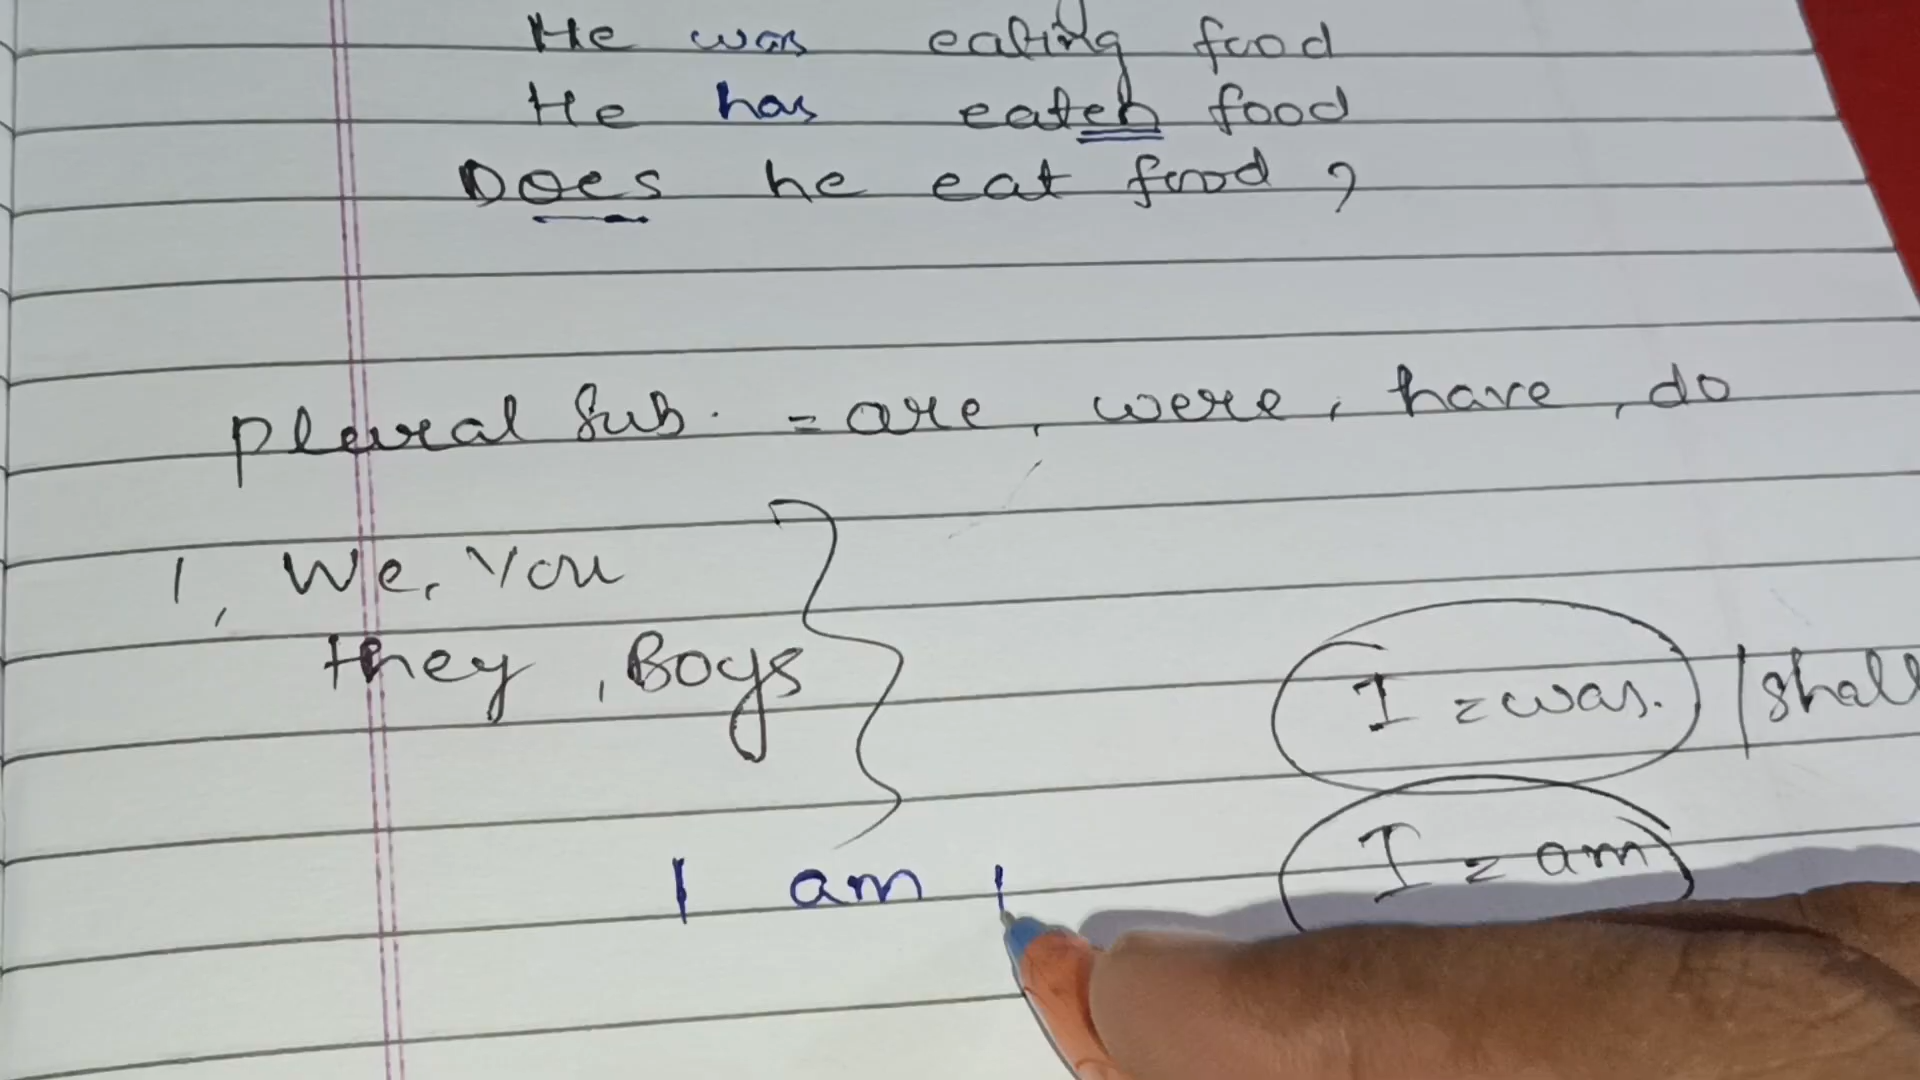 He was eating food
He has eaten food
Does he eat food ?
Pleural Sub. = are, were, have, do
I, We, You
they, Boys
I = was. | shall
I = am
I am